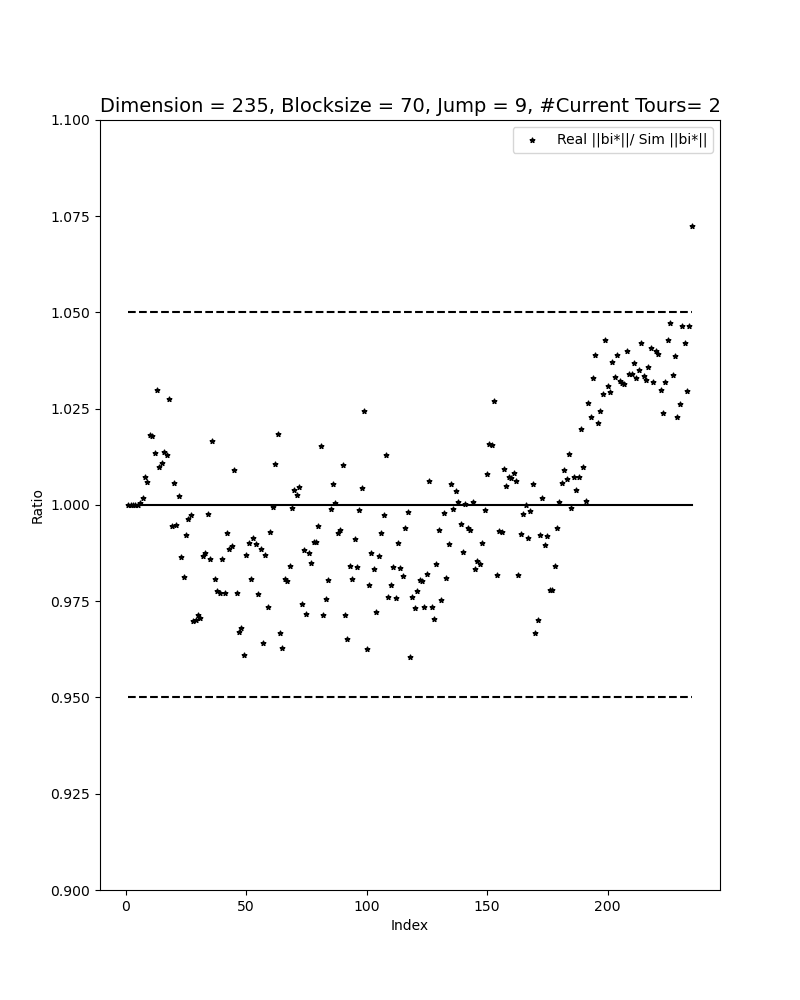 Dimension = 235, Blocksize = 70, Jump = 9, #Current Tours= 2
Real ||bi*||/ Sim ||bi*||
1.100
1.075
1.050
1.025
1.000
0.975
0.950
0.925
0.900
Ratio
0 50 100 150 200
Index